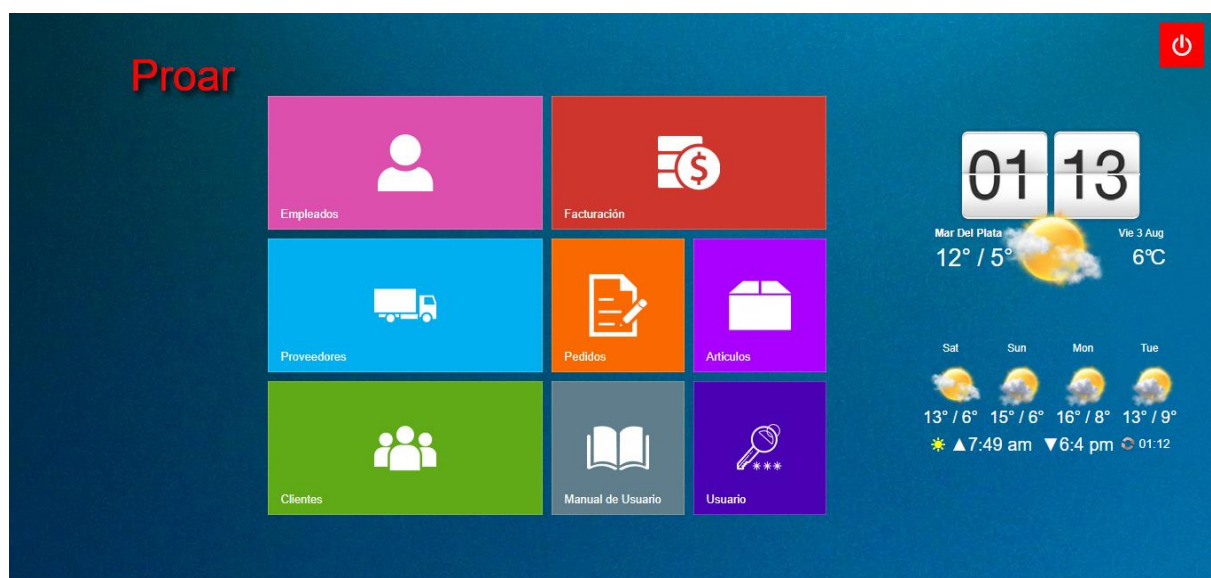 Proar
Empleados
Facturación
Proveedores
Pedidos
Articulos
Clientes
Manual de Usuario
***
Usuario
01 13
Mar Del Plata
Vie 3 Aug
12° / 5°
6°C
Sat Sun Mon Tue
13° / 6° 15° / 6° 16° / 8° 13° / 9°
▲7:49 am ▼6:4 pm 01:12